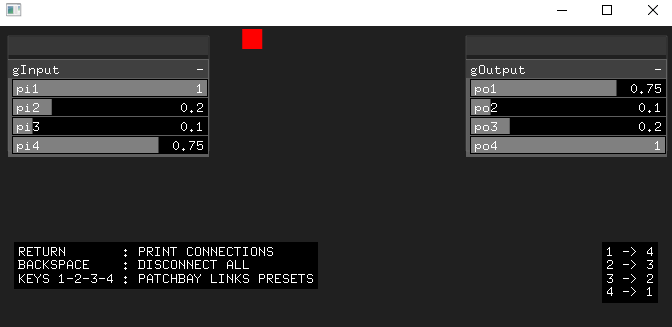 gInput -
pi1 1
pi2 0.2
pi3 0.1
pi4 0.75
gOutput -
po1 0.75
po2 0.1
po3 0.2
po4 1
RETURN : PRINT CONNECTIONS
BACKSPACE : DISCONNECT ALL
KEYS 1-2-3-4 : PATCHBAY LINKS PRESETS
1 -> 4
2 -> 3
3 -> 2
4 -> 1